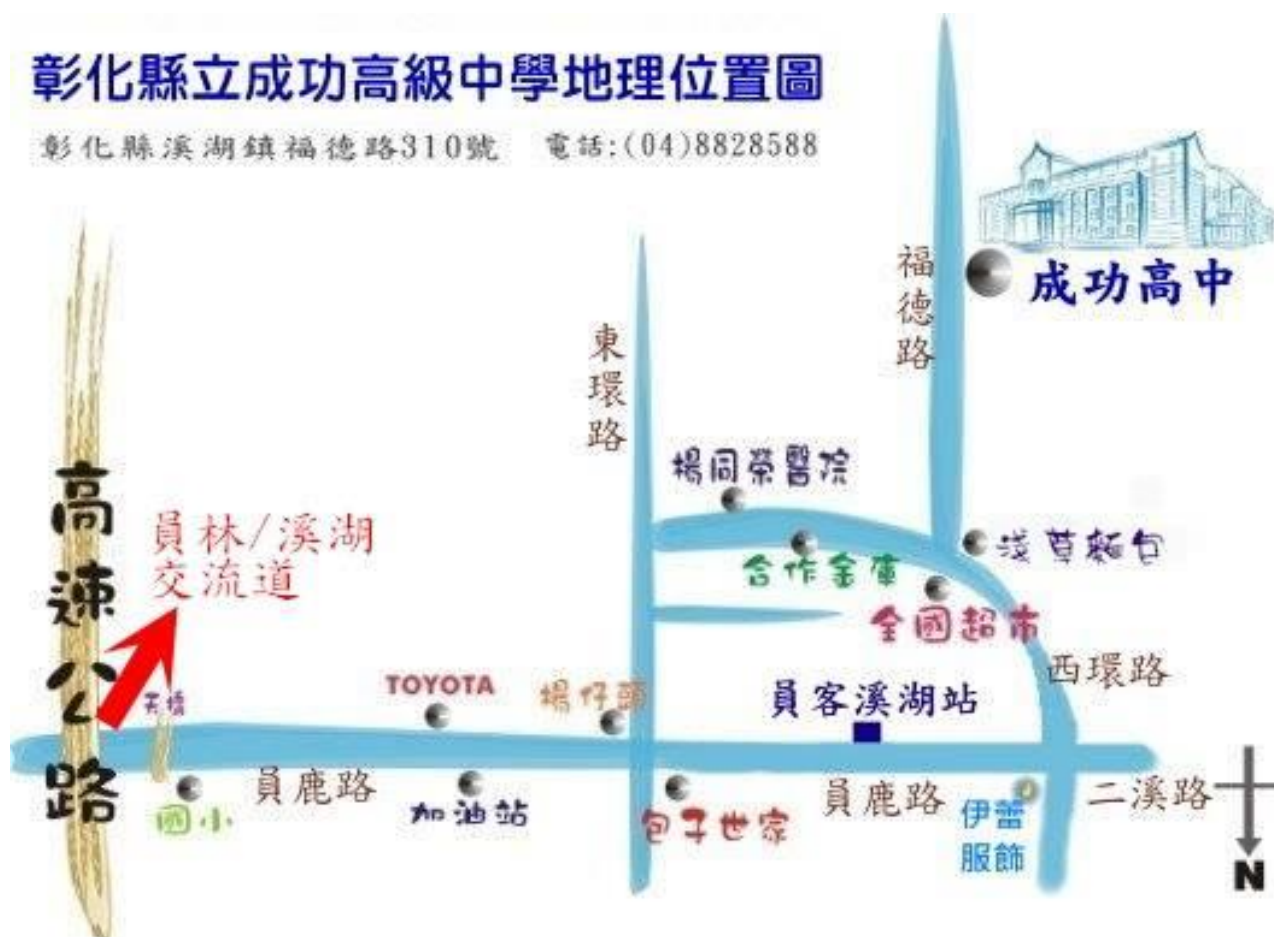 彰化縣立成功高級中學地理位置圖
彰化縣溪湖鎮福德路310號 電話:(04)8828588
成功高中
福德路
東環路
楊同榮醫院
淺草麵包
合作金庫
全國超市
西環路
高速公路
員林/溪湖
交流道
天橋
TOYOTA
楊仔頭
員客溪湖站
員鹿路
國小
加油站
包子世家
員鹿路
伊蕾
服飾
二溪路
N